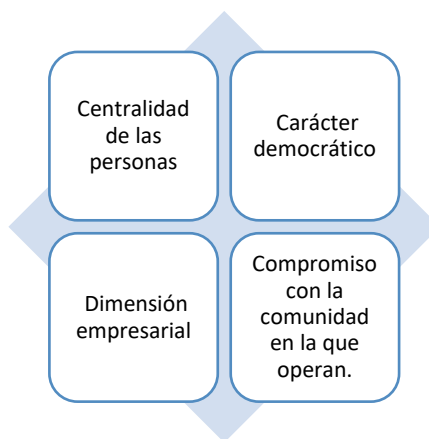 Centralidad
de las
personas
Carácter
democrático
Dimensión
empresarial
Compromiso
con la
comunidad
en la que
operan.